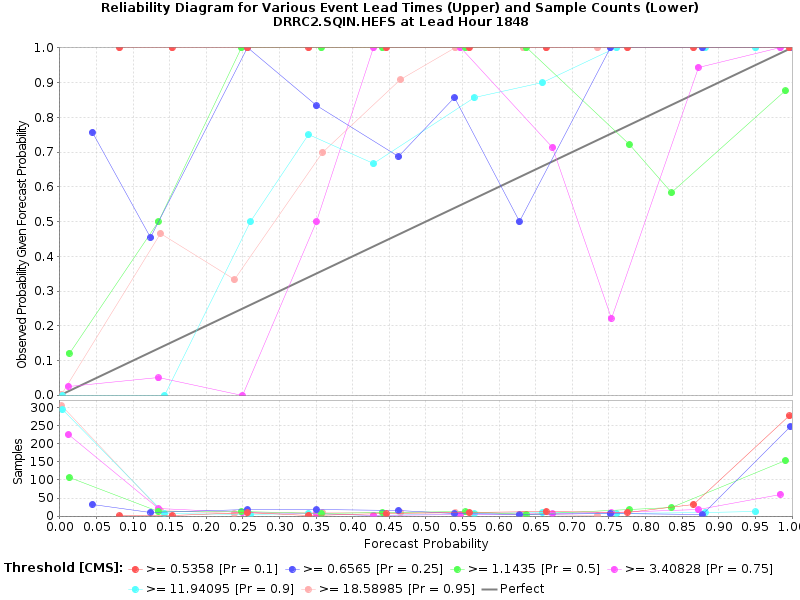 Reliability Diagram for Various Event Lead Times (Upper) and Sample Counts (Lower)
DRRC2.SQIN.HEFS at Lead Hour 1848
Observed Probability Given Forecast Probability
1.0
0.9
0.8
0.7
0.6
0.5
0.4
0.3
0.2
0.1
0.0
Samples
300
250
200
150
100
50
0
0.00 0.05 0.10 0.15 0.20 0.25 0.30 0.35 0.40 0.45 0.50 0.55 0.60 0.65 0.70 0.75 0.80 0.85 0.90 0.95 1.0
Forecast Probability
Threshold [CMS]: >= 0.5358 [Pr = 0.1] >= 0.6565 [Pr = 0.25] >= 1.1435 [Pr = 0.5] >= 3.40828 [Pr = 0.75]
>= 11.94095 [Pr = 0.9] >= 18.58985 [Pr = 0.95] Perfect